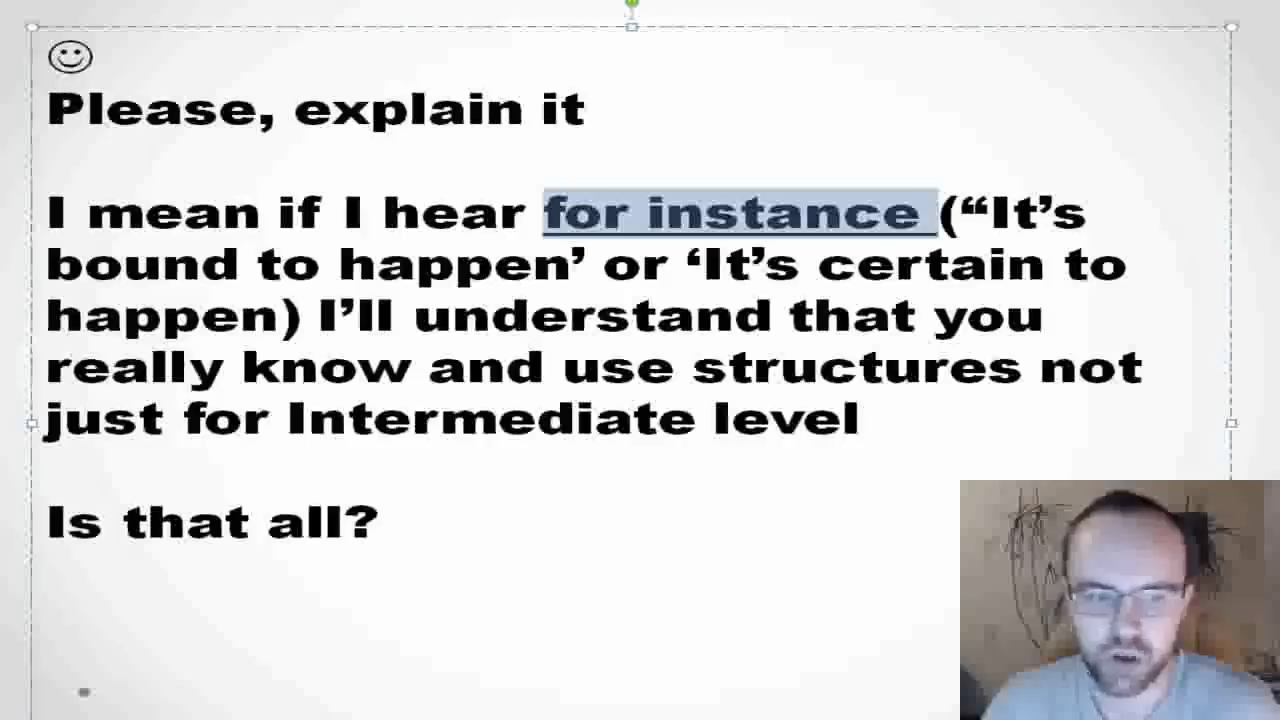 Please, explain it
I mean if I hear for instance (“It’s
bound to happen’ or ‘It’s certain to
happen) I’ll understand that you
really know and use structures not
just for Intermediate level
Is that all?